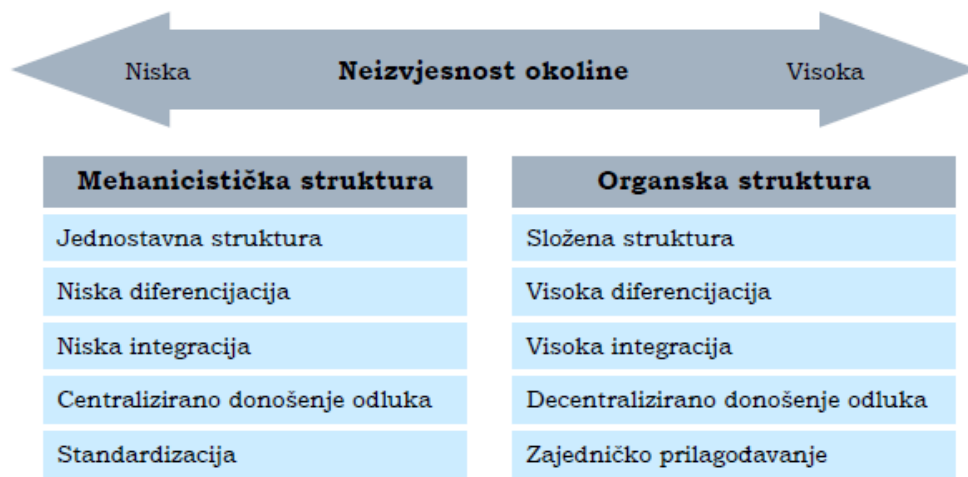 Niska Neizvjesnost okoline Visoka
Mehanicistička struktura
Jednostavna struktura
Niska diferencijacija
Niska integracija
Centralizirano donošenje odluka
Standardizacija
Organska struktura
Složena struktura
Visoka diferencijacija
Visoka integracija
Decentralizirano donošenje odluka
Zajedničko prilagođavanje